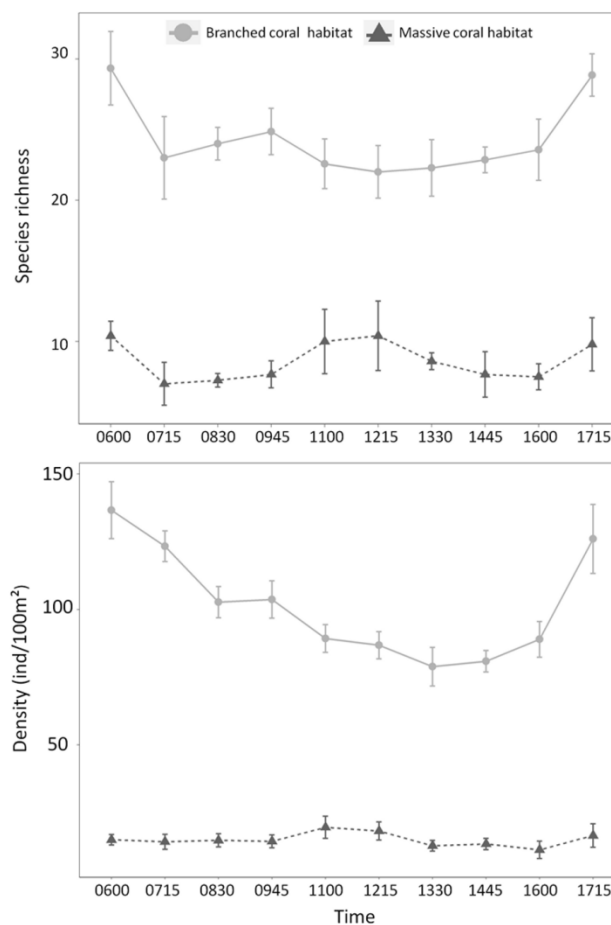 Branched coral habitat Massive coral habitat
30
20
10
Species richness
0600 0715 0830 0945 1100 1215 1330 1445 1600 1715
150
100
50
Density (ind/100m²)
0600 0715 0830 0945 1100 1215 1330 1445 1600 1715
Time